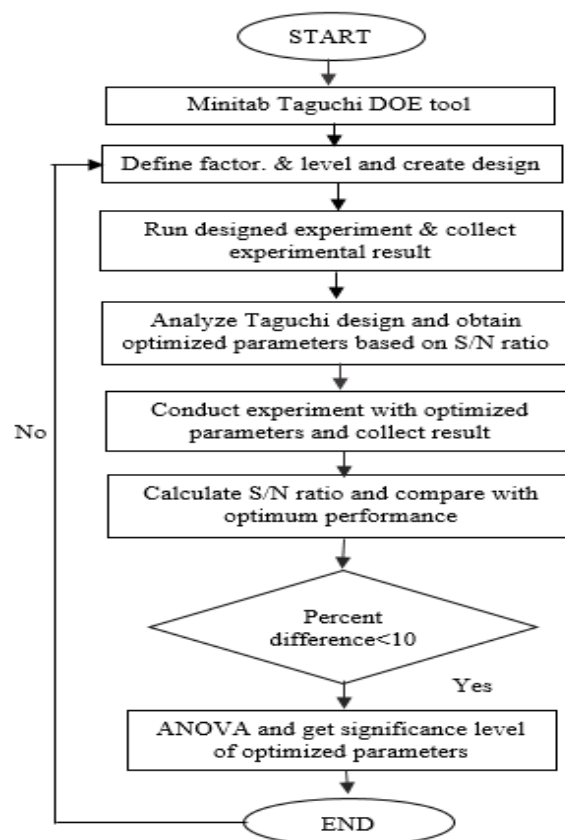 START
Minitab Taguchi DOE tool
Define factor. & level and create design
Run designed experiment & collect
experimental result
Analyze Taguchi design and obtain
optimized parameters based on S/N ratio
Conduct experiment with optimized
parameters and collect result
No
Calculate S/N ratio and compare with
optimum performance
Percent
difference<10
Yes
ANOVA and get significance level
of optimized parameters
END